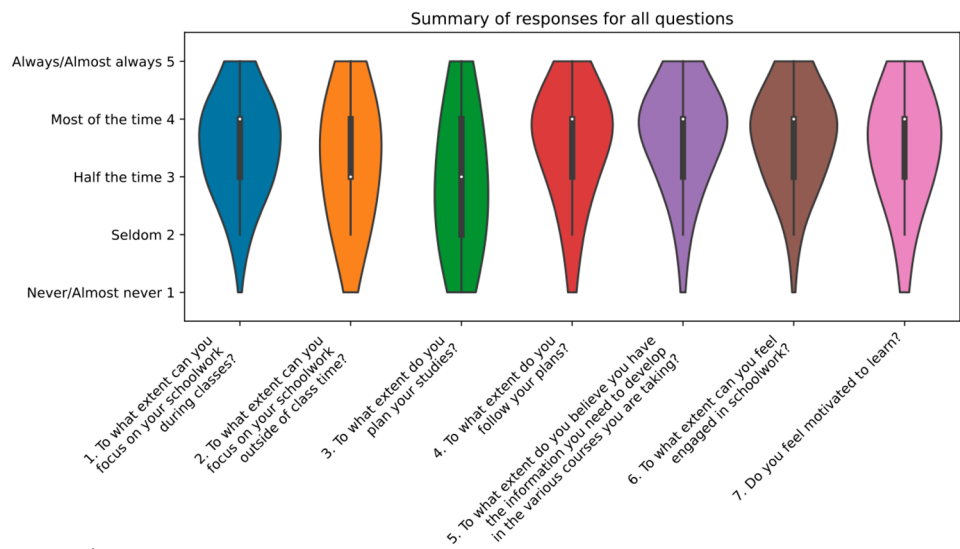 Summary of responses for all questions
Always/Almost always 5
Most of the time 4
Half the time 3
Seldom 2
Never/Almost never 1
1. To what extent can you
focus on your schoolwork
during classes?
2. To what extent can you
focus on your schoolwork
outside of class time?
3. To what extent do you
plan your studies?
4. To what extent do you
follow your plans?
5. To what extent do you believe you have
the information you need to develop
in the various courses you are taking?
6. To what extent can you feel
engaged in schoolwork?
7. Do you feel motivated to learn?